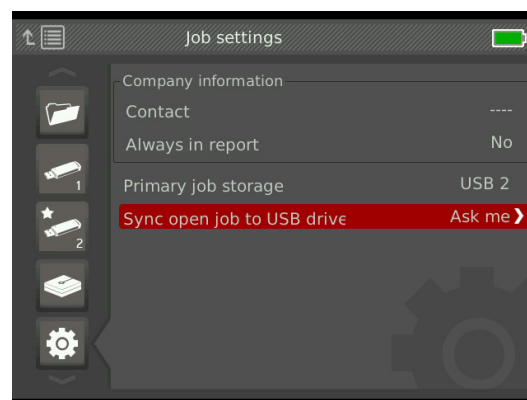 Job settings
Company information
Contact ----
Always in report No
1
Primary job storage USB 2
Sync open job to USB drive Ask me
2